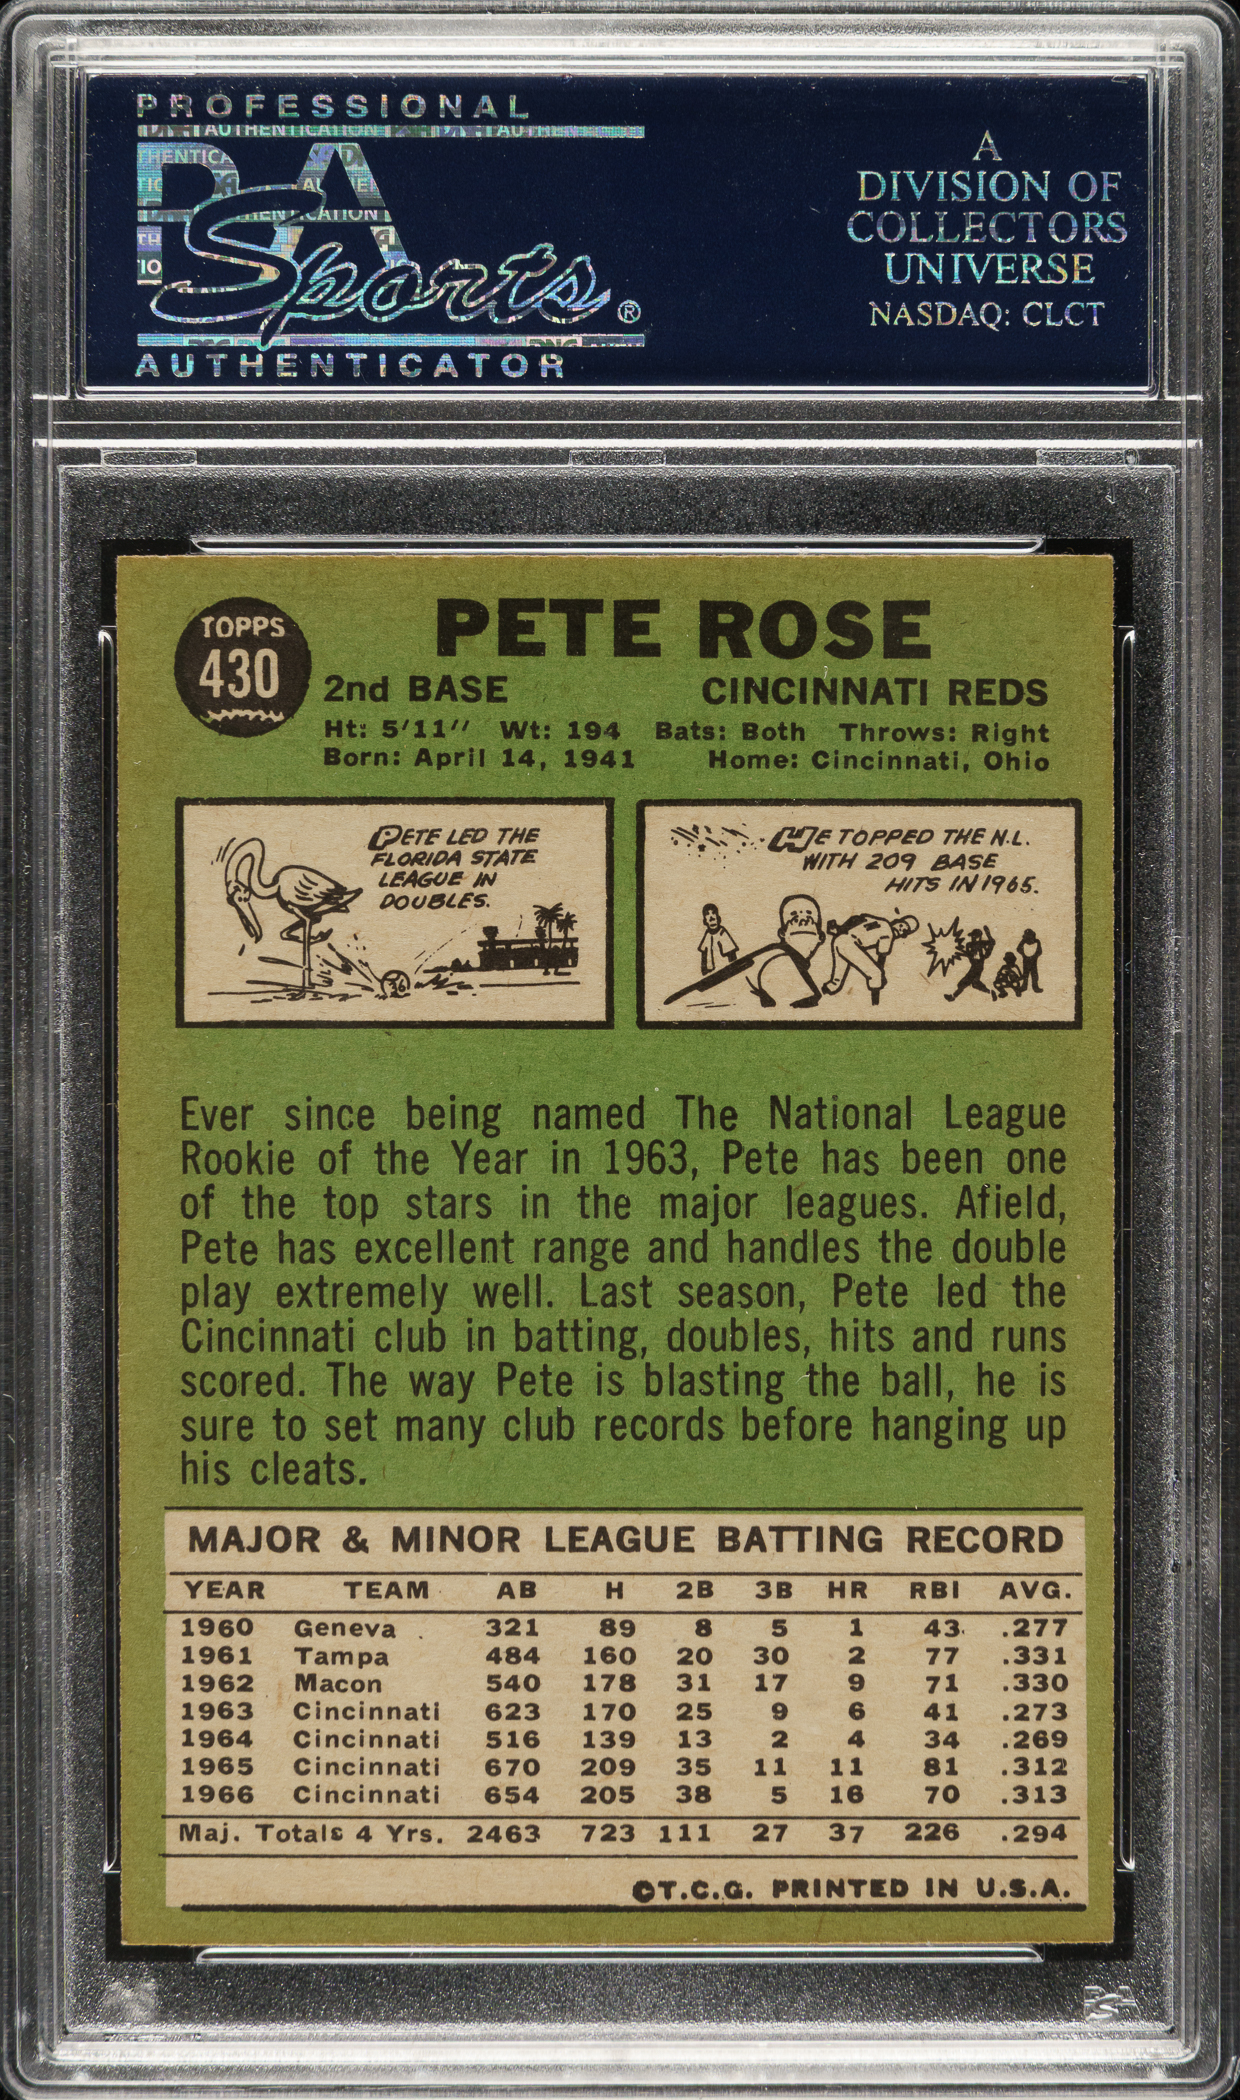 PROFESSIONAL
PSA
Sports®
AUTHENTICATOR
A
DIVISION OF
COLLECTORS
UNIVERSE
NASDAQ: CLCT
TOPPS
430
PETE ROSE
2nd BASE CINCINNATI REDS
Ht: 5'11" Wt: 194 Bats: Both Throws: Right
Born: April 14, 1941 Home: Cincinnati, Ohio
PETE LED THE
FLORIDA STATE
LEAGUE IN
DOUBLES.
36
HE TOPPED THE N.L.
WITH 209 BASE
HITS IN 1965.
Ever since being named The National League
Rookie of the Year in 1963, Pete has been one
of the top stars in the major leagues. Afield,
Pete has excellent range and handles the double
play extremely well. Last season, Pete led the
Cincinnati club in batting, doubles, hits and runs
scored. The way Pete is blasting the ball, he is
sure to set many club records before hanging up
his cleats.
MAJOR & MINOR LEAGUE BATTING RECORD
YEAR TEAM AB H 2B 3B HR RBI AVG.
1960 Geneva 321 89 8 5 1 43 .277
1961 Tampa 484 160 20 30 2 77 .331
1962 Macon 540 178 31 17 9 71 .330
1963 Cincinnati 623 170 25 9 6 41 .273
1964 Cincinnati 516 139 13 2 4 34 .269
1965 Cincinnati 670 209 35 11 11 81 .312
1966 Cincinnati 654 205 38 5 16 70 .313
Maj. Totals 4 Yrs. 2463 723 111 27 37 226 .294
©T.C.G. PRINTED IN U.S.A.
PSA